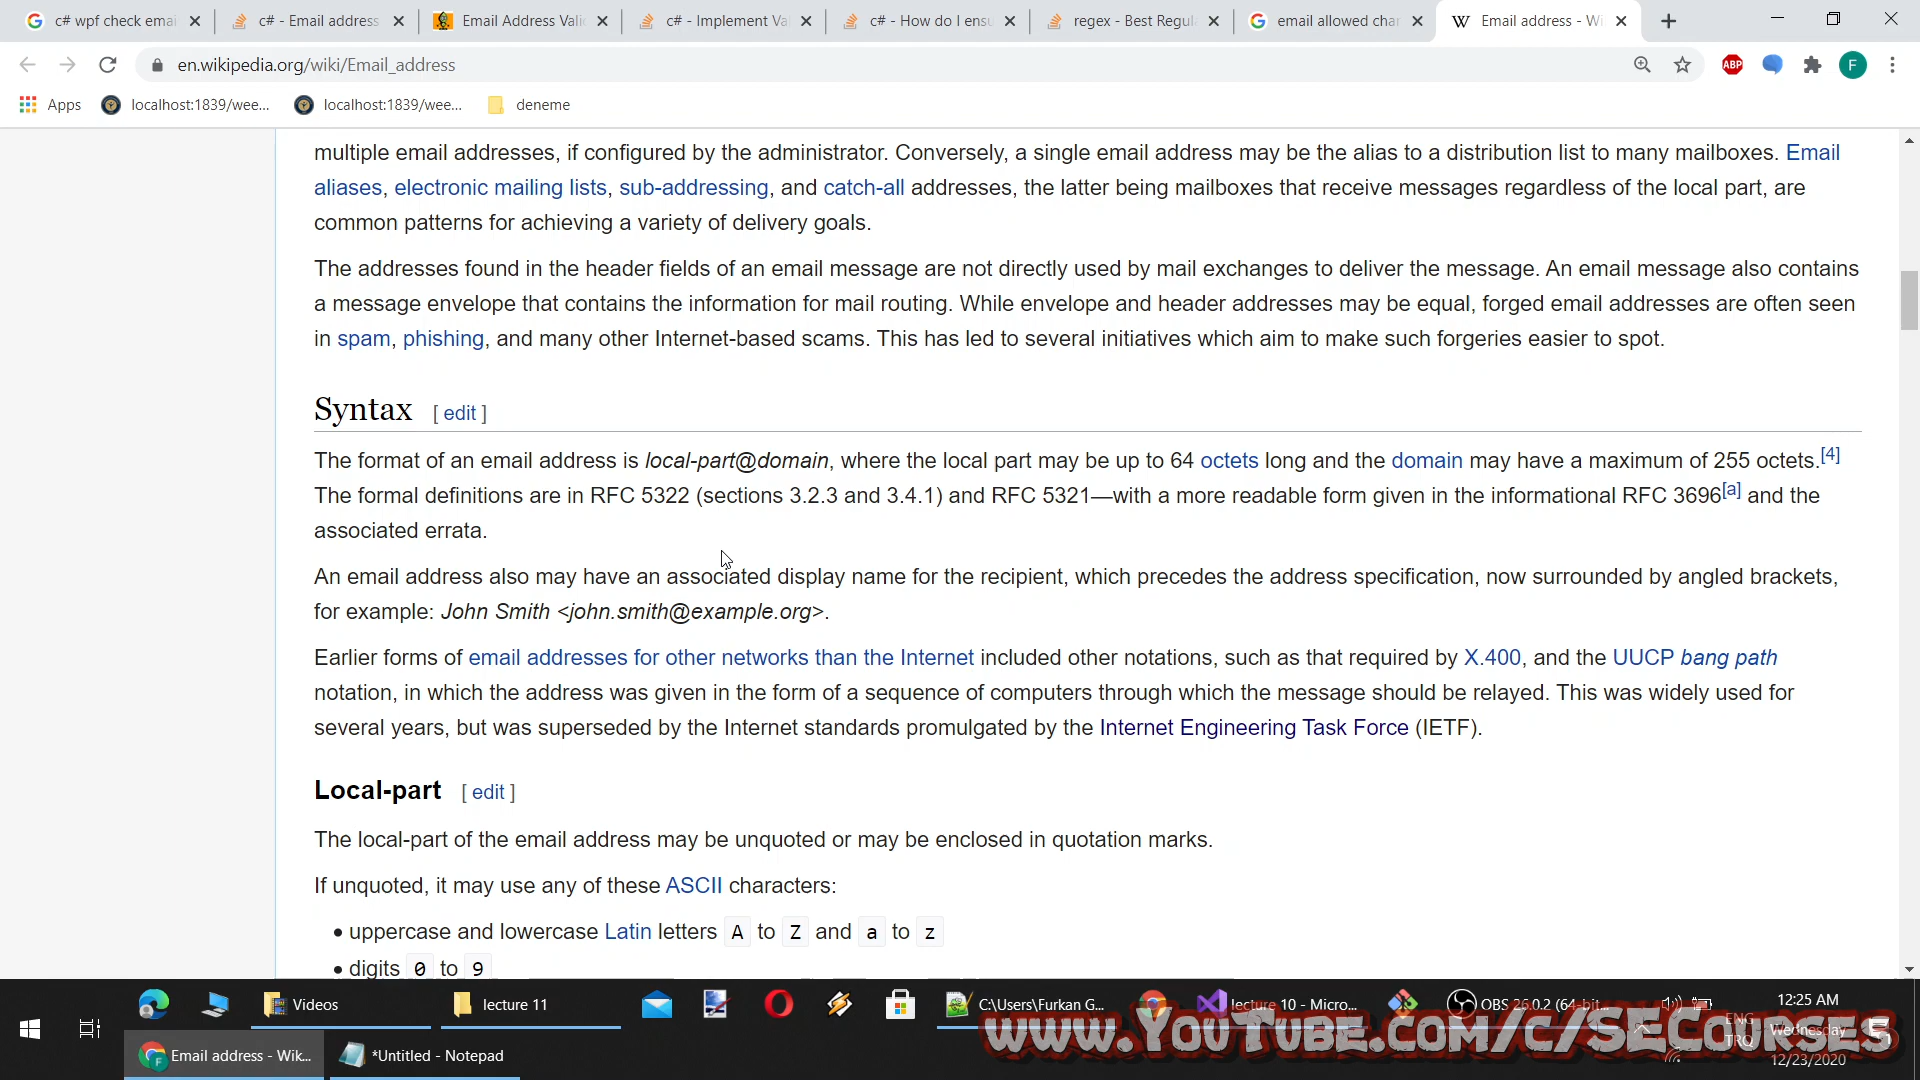 c# wpf check emai
c# - Email address
Email Address Vali
c# - Implement Va
c# - How do I ensu
regex - Best Regul
email allowed cha
Email address - Wi
en.wikipedia.org/wiki/Email_address
ABP
F
Apps
localhost:1839/wee...
localhost:1839/wee...
deneme
multiple email addresses, if configured by the administrator. Conversely, a single email address may be the alias to a distribution list to many mailboxes. Email
aliases, electronic mailing lists, sub-addressing, and catch-all addresses, the latter being mailboxes that receive messages regardless of the local part, are
common patterns for achieving a variety of delivery goals.
The addresses found in the header fields of an email message are not directly used by mail exchanges to deliver the message. An email message also contains
a message envelope that contains the information for mail routing. While envelope and header addresses may be equal, forged email addresses are often seen
in spam, phishing, and many other Internet-based scams. This has led to several initiatives which aim to make such forgeries easier to spot.
Syntax [ edit ]
The format of an email address is local-part@domain, where the local part may be up to 64 octets long and the domain may have a maximum of 255 octets.[4]
The formal definitions are in RFC 5322 (sections 3.2.3 and 3.4.1) and RFC 5321—with a more readable form given in the informational RFC 3696[a] and the
associated errata.
An email address also may have an associated display name for the recipient, which precedes the address specification, now surrounded by angled brackets,
for example: John Smith <john.smith@example.org>.
Earlier forms of email addresses for other networks than the Internet included other notations, such as that required by X.400, and the UUCP bang path
notation, in which the address was given in the form of a sequence of computers through which the message should be relayed. This was widely used for
several years, but was superseded by the Internet standards promulgated by the Internet Engineering Task Force (IETF).
Local-part [ edit ]
The local-part of the email address may be unquoted or may be enclosed in quotation marks.
If unquoted, it may use any of these ASCII characters:
• uppercase and lowercase Latin letters A to Z and a to z
• digits 0 to 9
Videos
lecture 11
C:\Users\Furkan G...
lecture 10 - Micro...
OBS 26.0.2 (64-bit...
12:25 AM
ENG
Wednesday
TRQ
12/23/2020
Email address - Wik...
*Untitled - Notepad
www.YouTube.com/c/SECourses